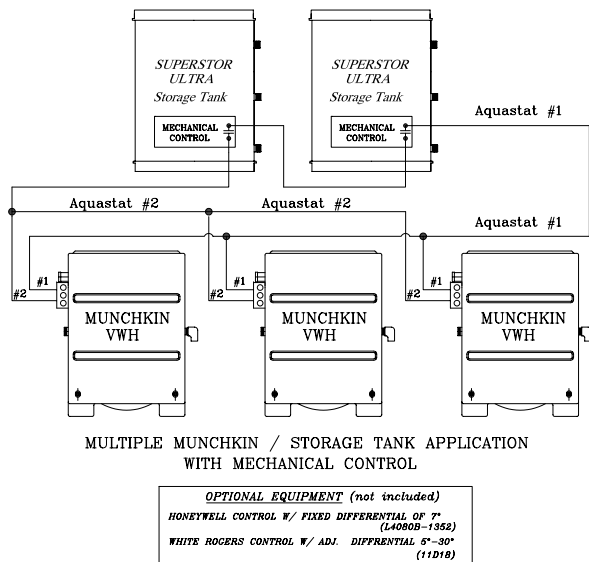 SUPERSTOR
ULTRA
Storage Tank
MECHANICAL
CONTROL
SUPERSTOR
ULTRA
Storage Tank
MECHANICAL
CONTROL
Aquastat #1
Aquastat #2
Aquastat #2
Aquastat #1
#1
#2
MUNCHKIN
VWH
#1
#2
MUNCHKIN
VWH
#1
#2
MUNCHKIN
VWH
MULTIPLE MUNCHKIN / STORAGE TANK APPLICATION
WITH MECHANICAL CONTROL
OPTIONAL EQUIPMENT (not included)
HONEYWELL CONTROL W/ FIXED DIFFERENTIAL OF 7°
(L4080B-1352)
WHITE ROGERS CONTROL W/ ADJ. DIFFRENTIAL 5°-30°
(11D18)